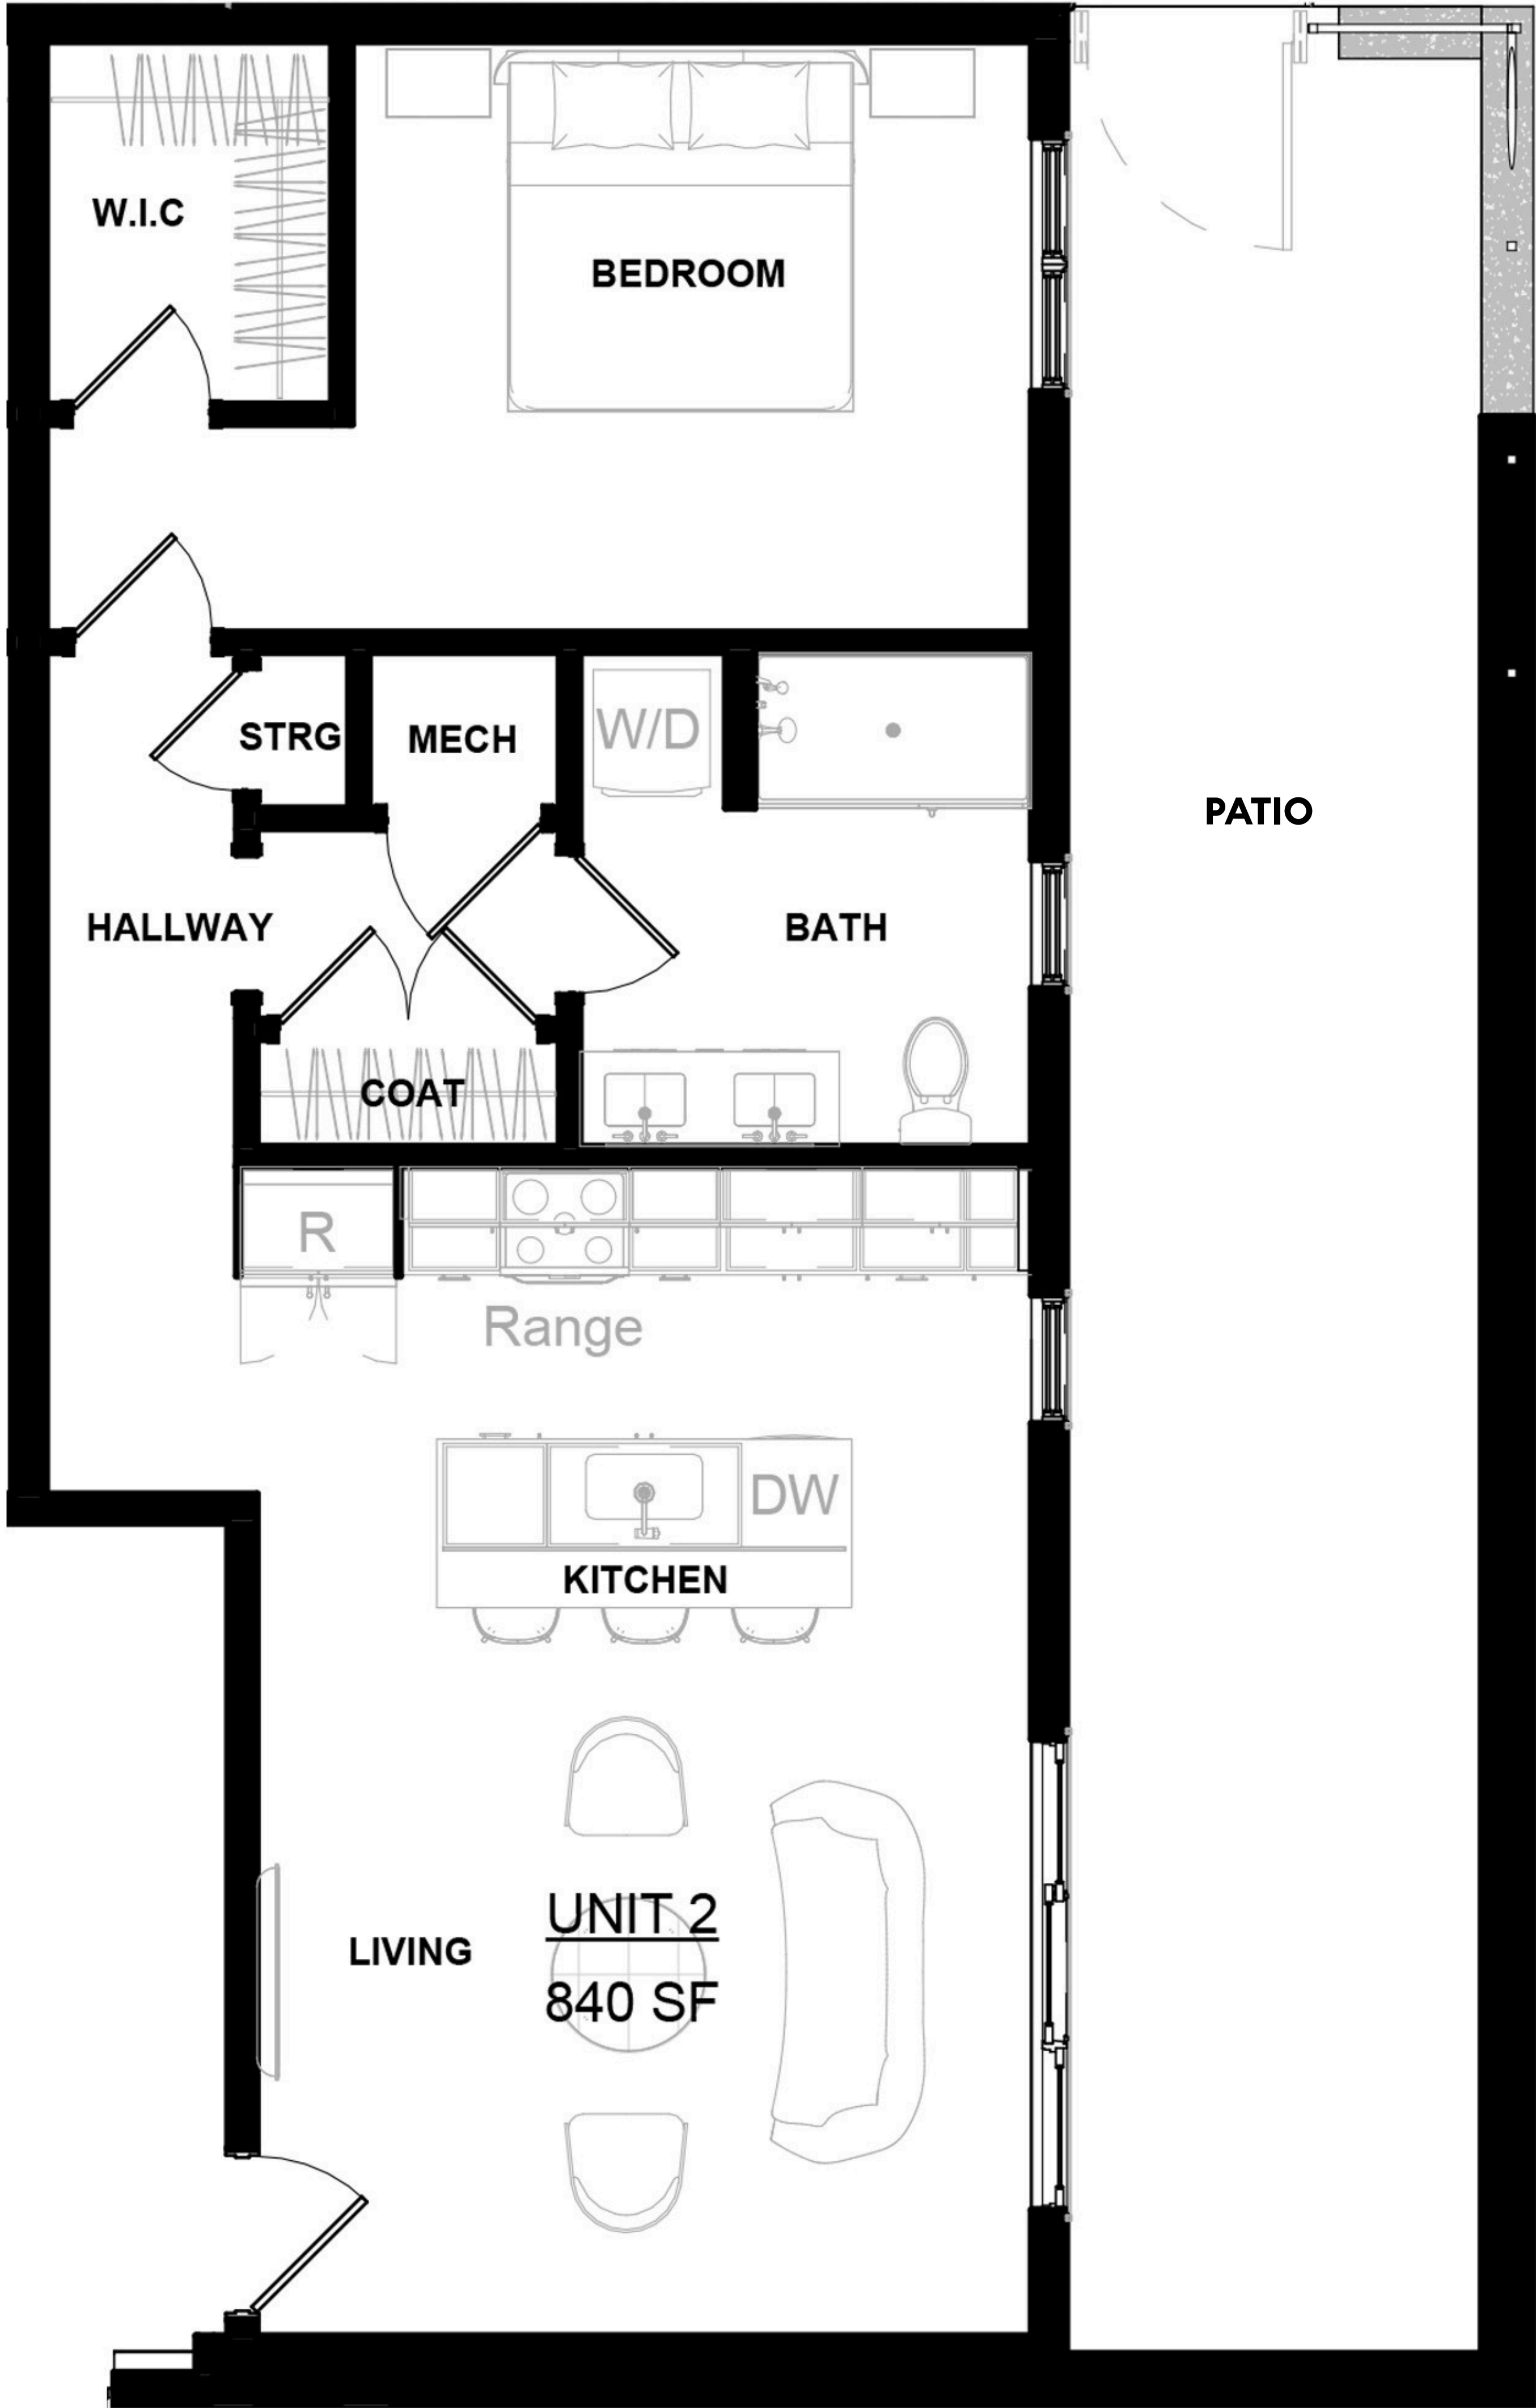 W.I.C
BEDROOM
STRG
MECH
W/D
PATIO
HALLWAY
BATH
COAT
R
Range
DW
KITCHEN
UNIT 2
LIVING
840 SF